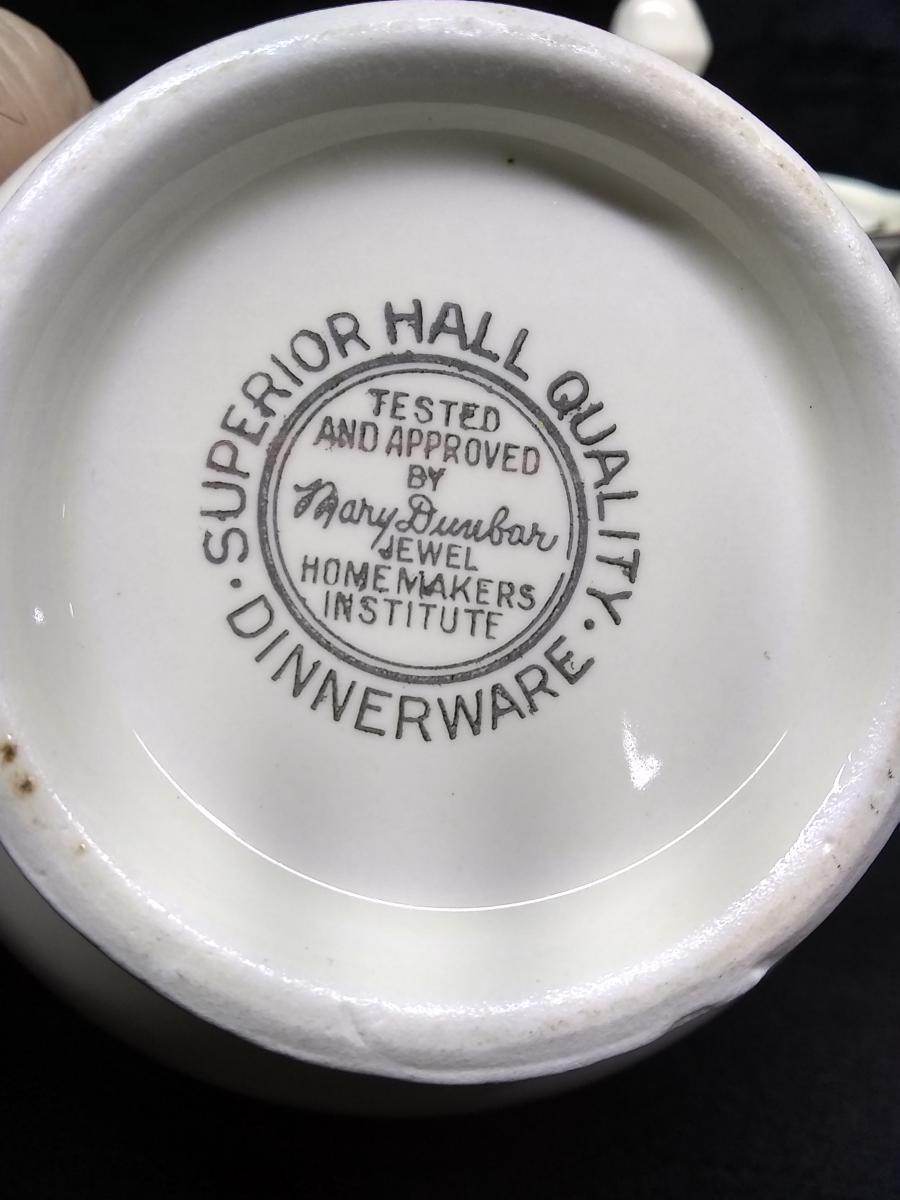 SUPERIOR HALL QUALITY
TESTED
AND APPROVED
BY
Mary Dunbar
JEWEL
HOMEMAKERS
INSTITUTE
· DINNERWARE ·